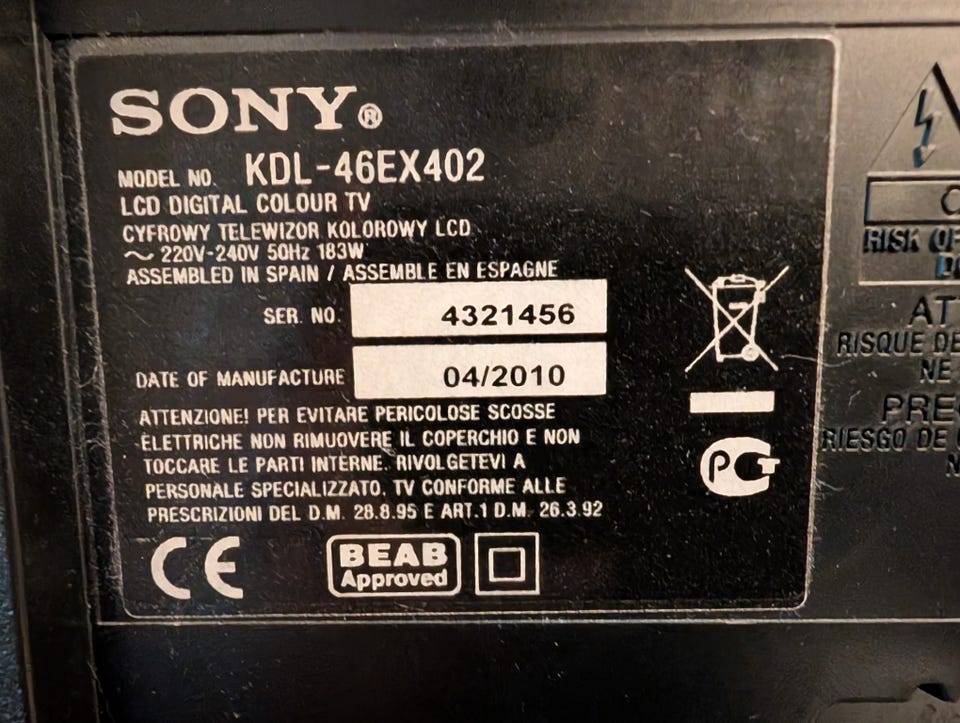 SONY®
MODEL NO. KDL-46EX402
LCD DIGITAL COLOUR TV
CYFROWY TELEWIZOR KOLOROWY LCD
~ 220V-240V 50Hz 183W
ASSEMBLED IN SPAIN / ASSEMBLE EN ESPAGNE
SER. NO. 4321456
DATE OF MANUFACTURE 04/2010
ATTENZIONE! PER EVITARE PERICOLOSE SCOSSE
ELETTRICHE NON RIMUOVERE IL COPERCHIO E NON
TOCCARE LE PARTI INTERNE. RIVOLGETEVI A
PERSONALE SPECIALIZZATO. TV CONFORME ALLE
PRESCRIZIONI DEL D.M. 28.8.95 E ART.1 D.M. 26.3.92
CE
BEAB
Approved
РСТ
RISK OF
RISQUE DE
NE
RIESGO DE